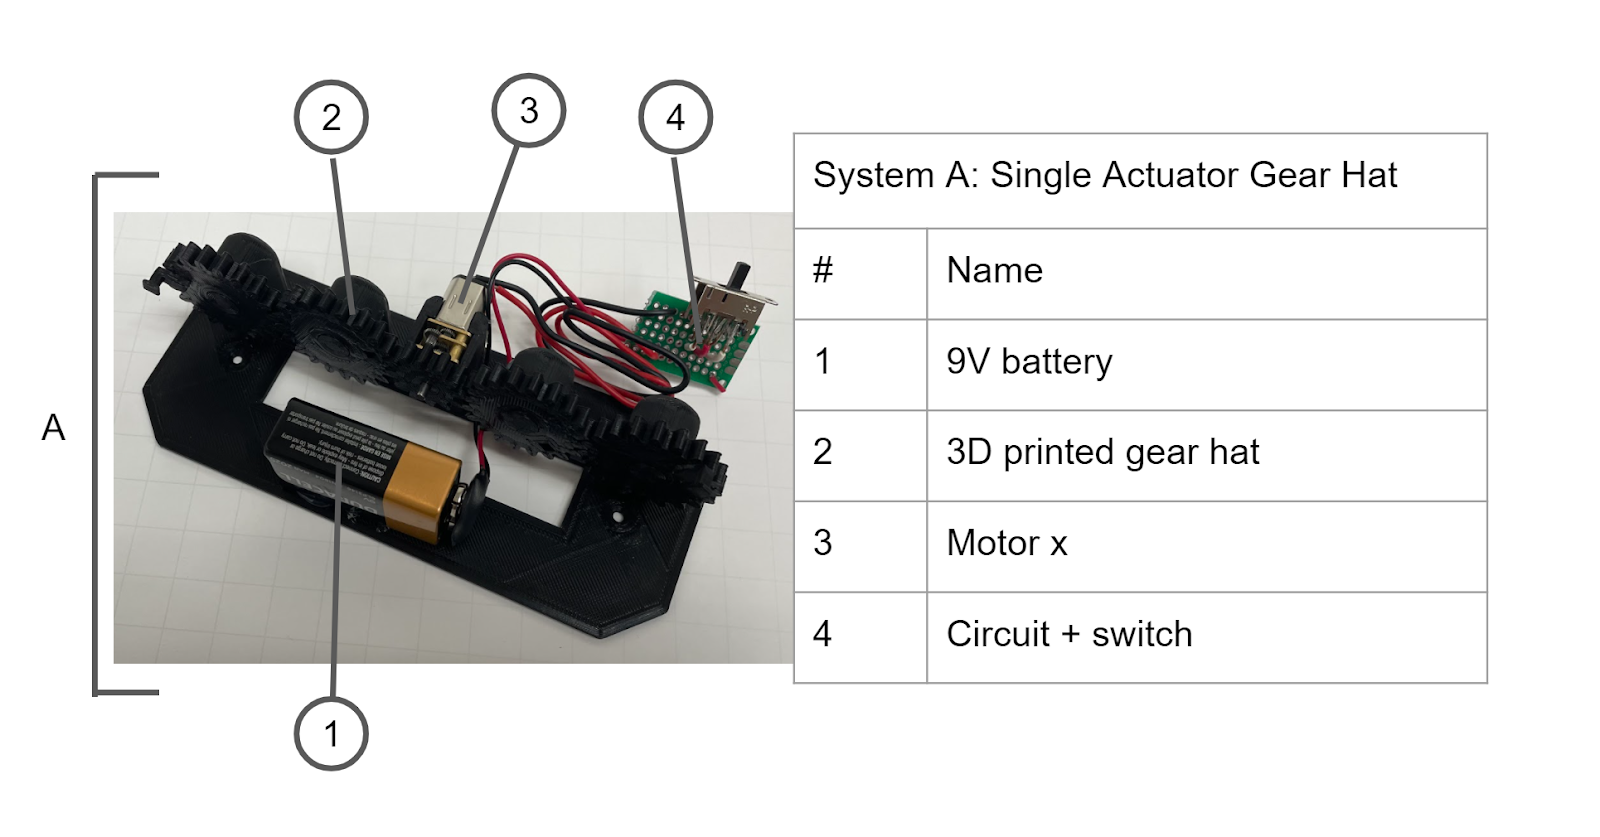 2
3
4
A
1
System A: Single Actuator Gear Hat
# Name
1 9V battery
2 3D printed gear hat
3 Motor x
4 Circuit + switch